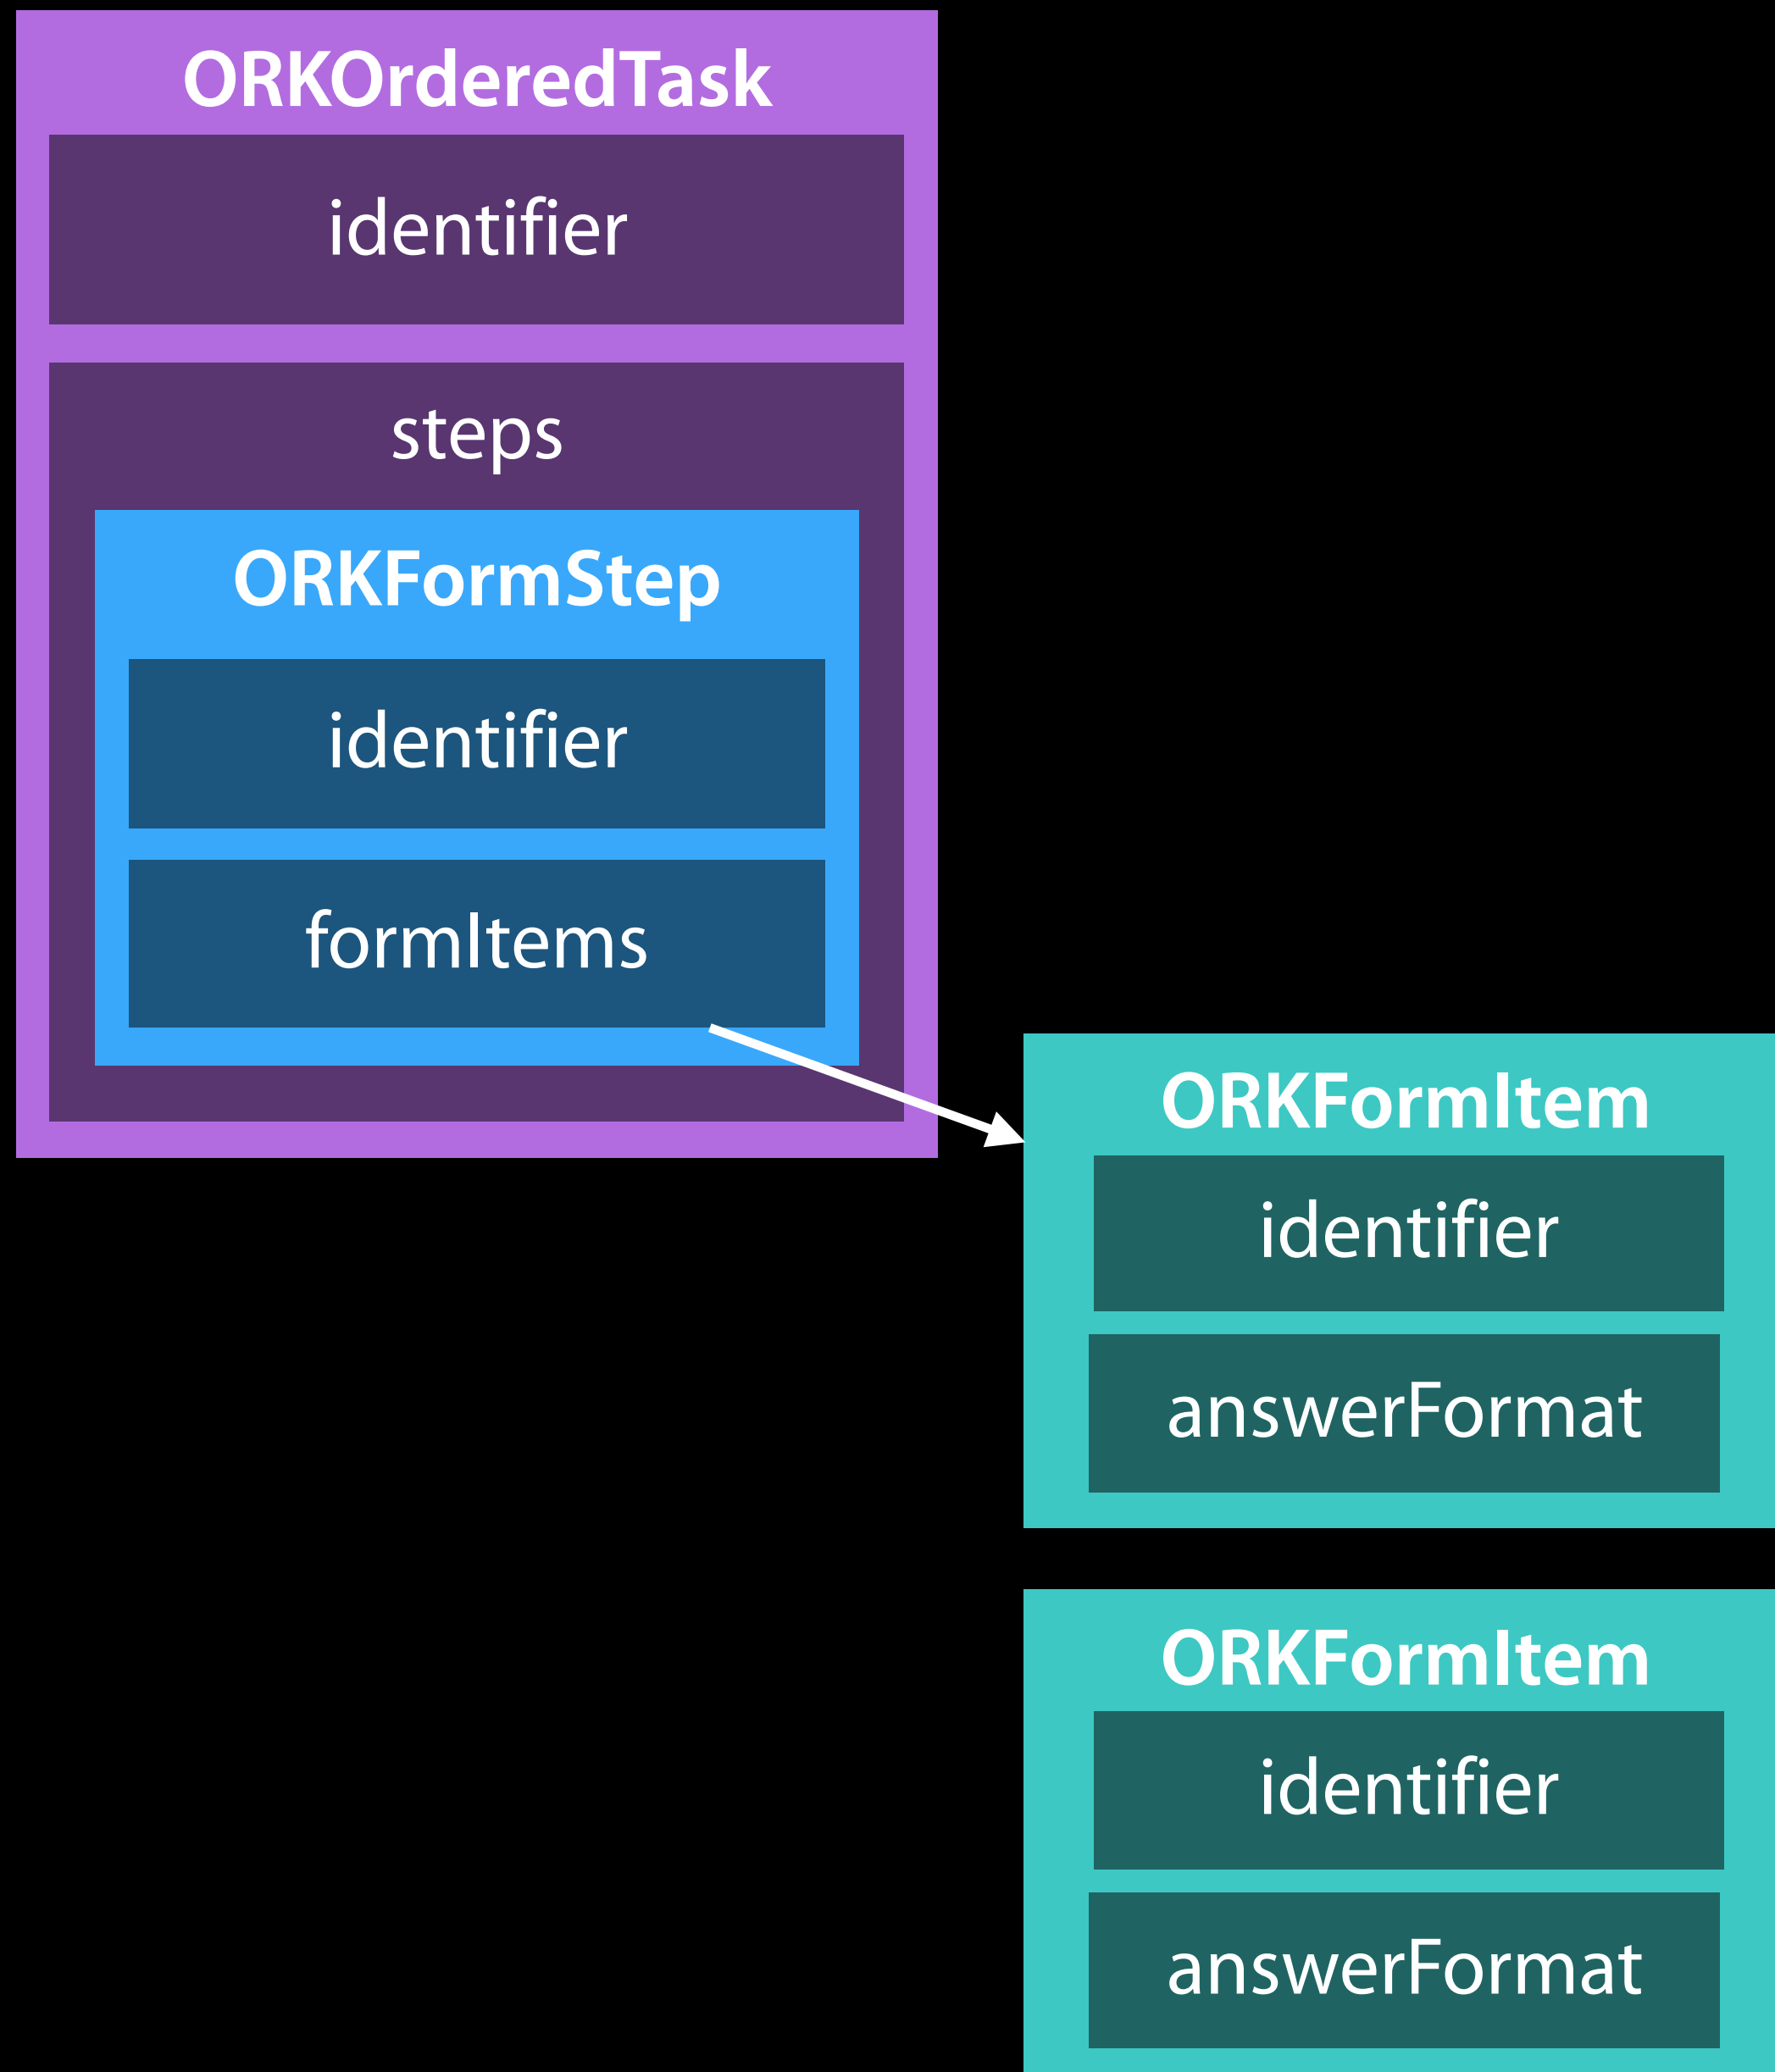 ORKOrderedTask
identifier
steps
ORKFormStep
identifier
formItems
ORKFormItem
identifier
answerFormat
ORKFormItem
identifier
answerFormat